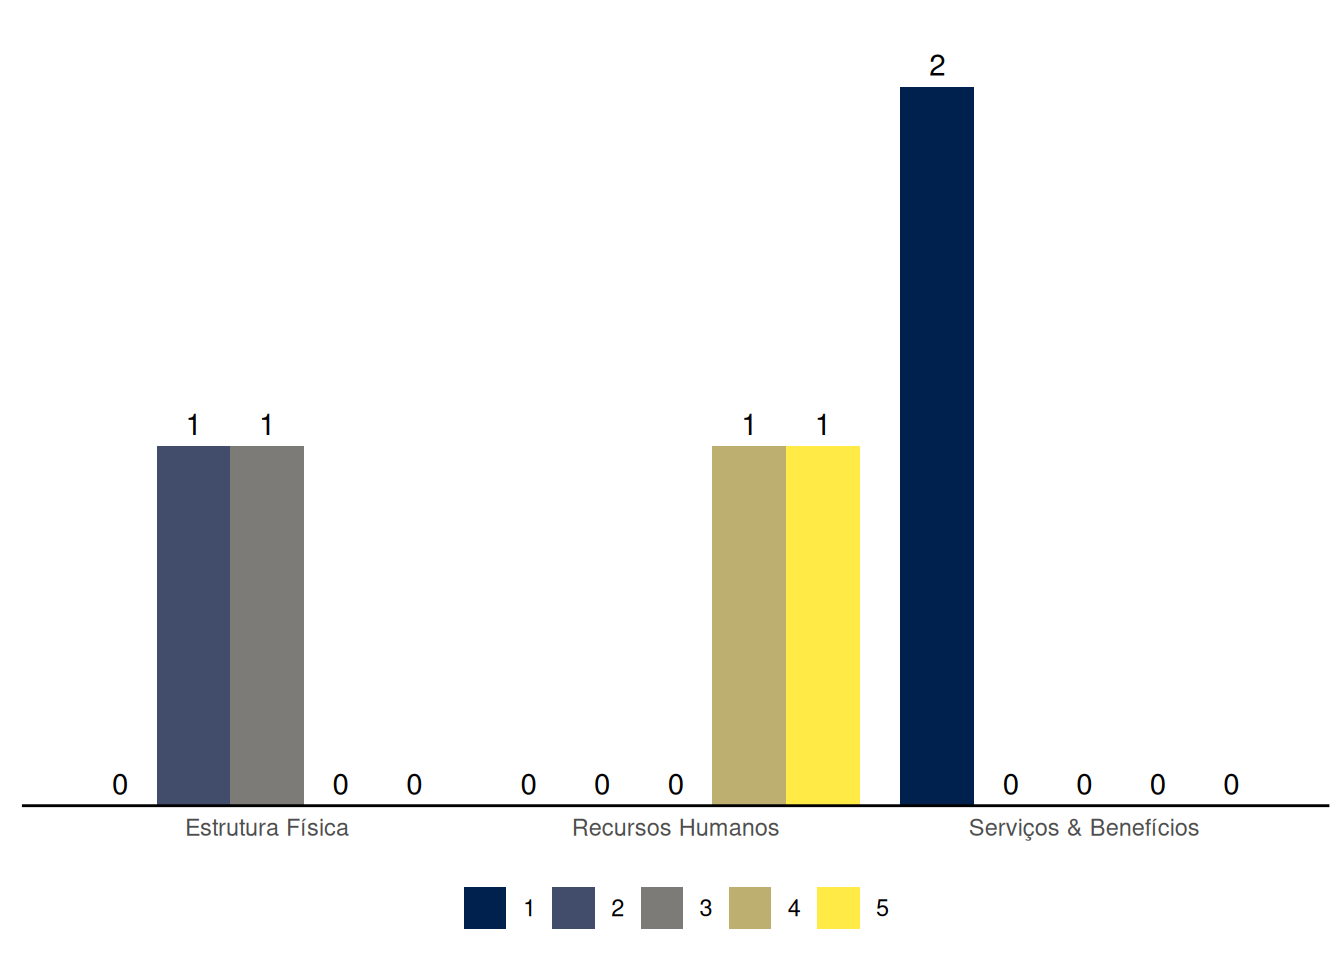 2
1 1 1 1
0 0 0 0 0 0 0 0 0 0
Estrutura Física Recursos Humanos Serviços & Benefícios
1 2 3 4 5